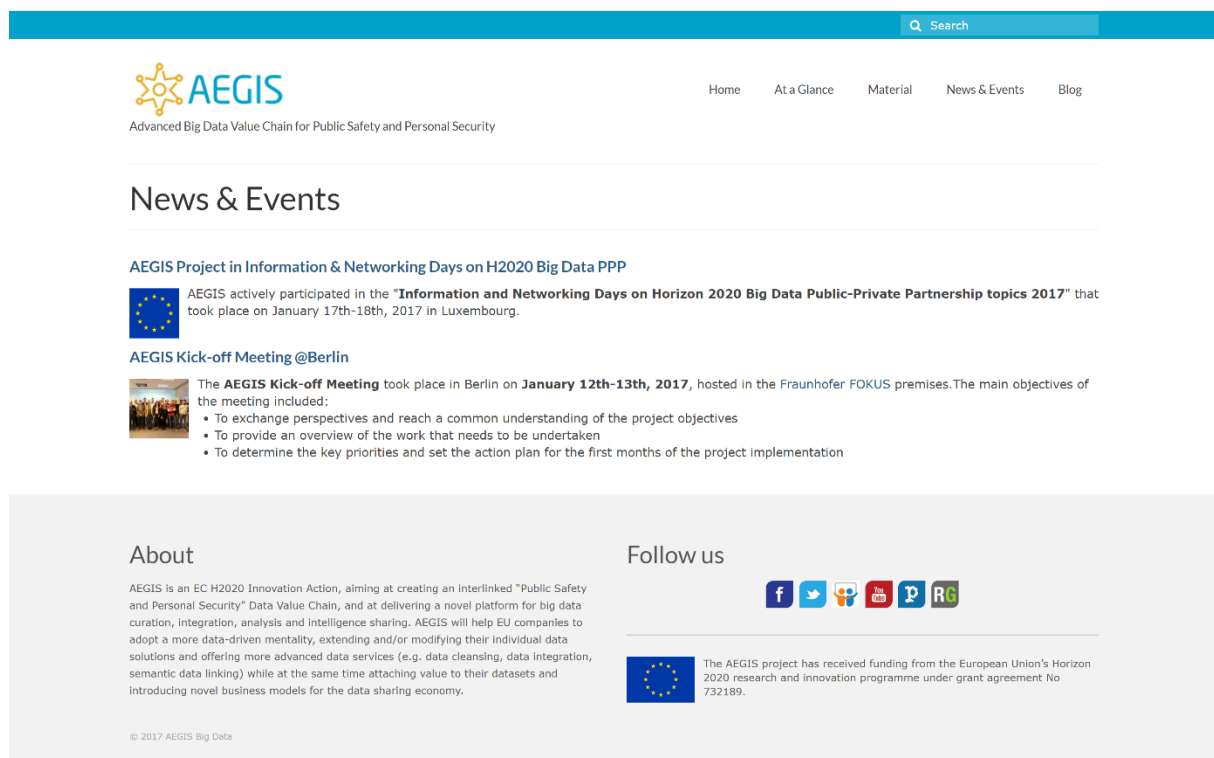 Search
AEGIS
Advanced Big Data Value Chain for Public Safety and Personal Security
Home At a Glance Material News & Events Blog
News & Events
AEGIS Project in Information & Networking Days on H2020 Big Data PPP
AEGIS actively participated in the "Information and Networking Days on Horizon 2020 Big Data Public-Private Partnership topics 2017" that
took place on January 17th-18th, 2017 in Luxembourg.
AEGIS Kick-off Meeting @Berlin
The AEGIS Kick-off Meeting took place in Berlin on January 12th-13th, 2017, hosted in the Fraunhofer FOKUS premises.The main objectives of
the meeting included:
• To exchange perspectives and reach a common understanding of the project objectives
• To provide an overview of the work that needs to be undertaken
• To determine the key priorities and set the action plan for the first months of the project implementation
About
AEGIS is an EC H2020 Innovation Action, aiming at creating an interlinked “Public Safety
and Personal Security” Data Value Chain, and at delivering a novel platform for big data
curation, integration, analysis and intelligence sharing. AEGIS will help EU companies to
adopt a more data-driven mentality, extending and/or modifying their individual data
solutions and offering more advanced data services (e.g. data cleansing, data integration,
semantic data linking) while at the same time attaching value to their datasets and
introducing novel business models for the data sharing economy.
© 2017 AEGIS Big Data
Follow us
f You Tube p RG
The AEGIS project has received funding from the European Union’s Horizon
2020 research and innovation programme under grant agreement No
732189.